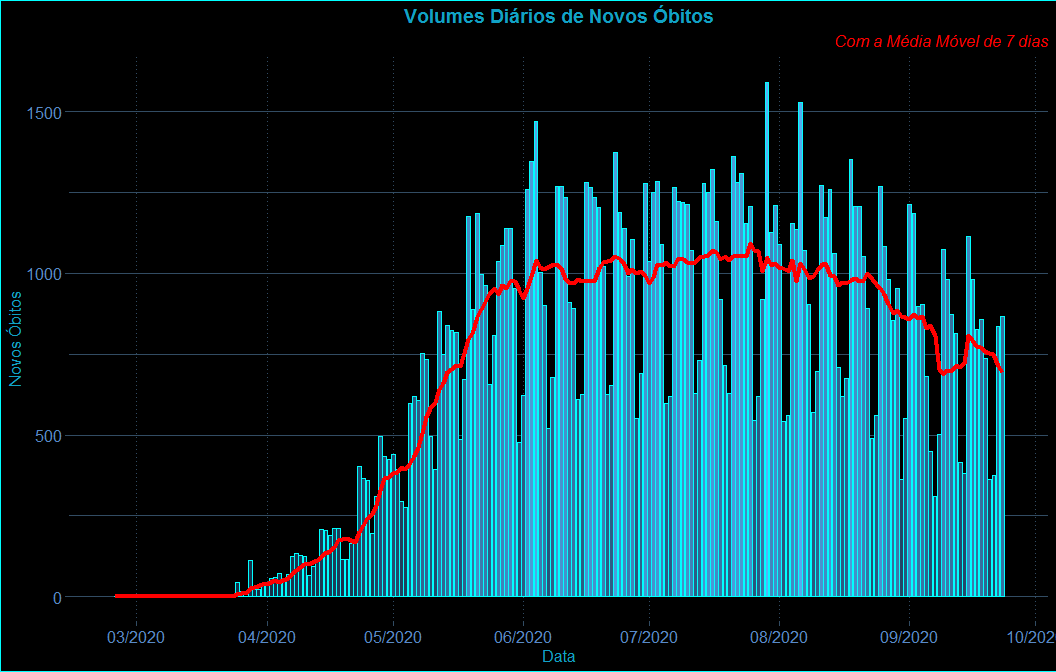 Volumes Diários de Novos Óbitos
Com a Média Móvel de 7 dias
Novos Óbitos
1500
1000
500
0
03/2020 04/2020 05/2020 06/2020 07/2020 08/2020 09/2020 10/202
Data